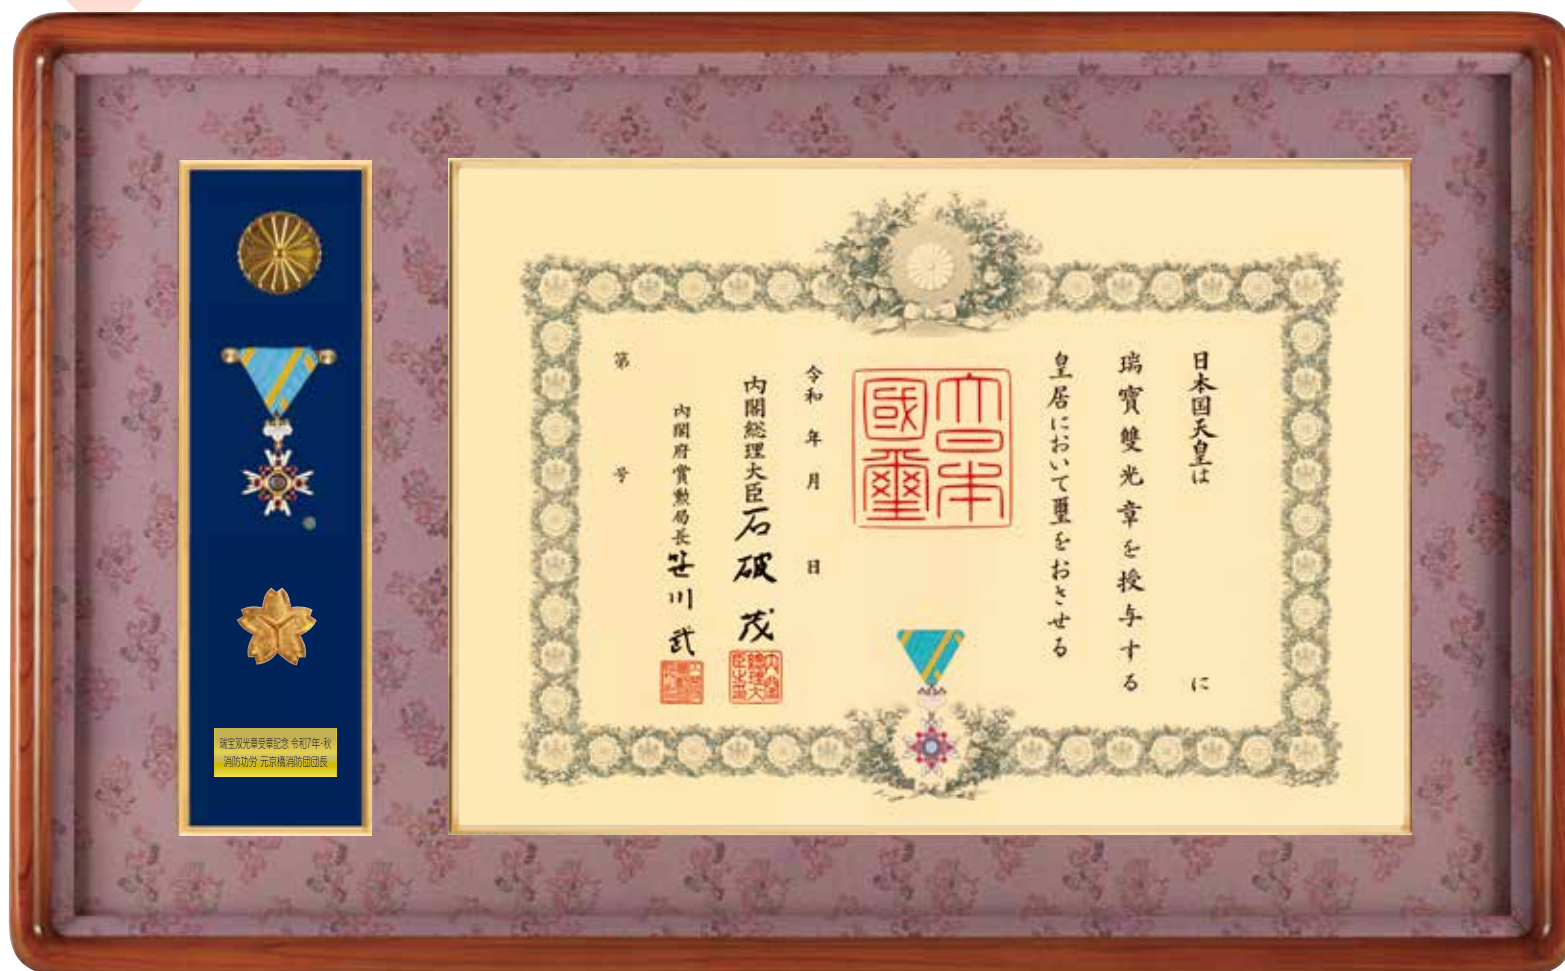 日本国天皇は　に
瑞寶雙光章を授与する
皇居において璽をおさせる
大日本
國璽
令和　年　月　日
内閣総理大臣 石破 茂
内閣府賞勲局長 笹川 武
第　号
瑞宝双光章受章記念 令和7年・秋
消防功労 元京橋消防団団長